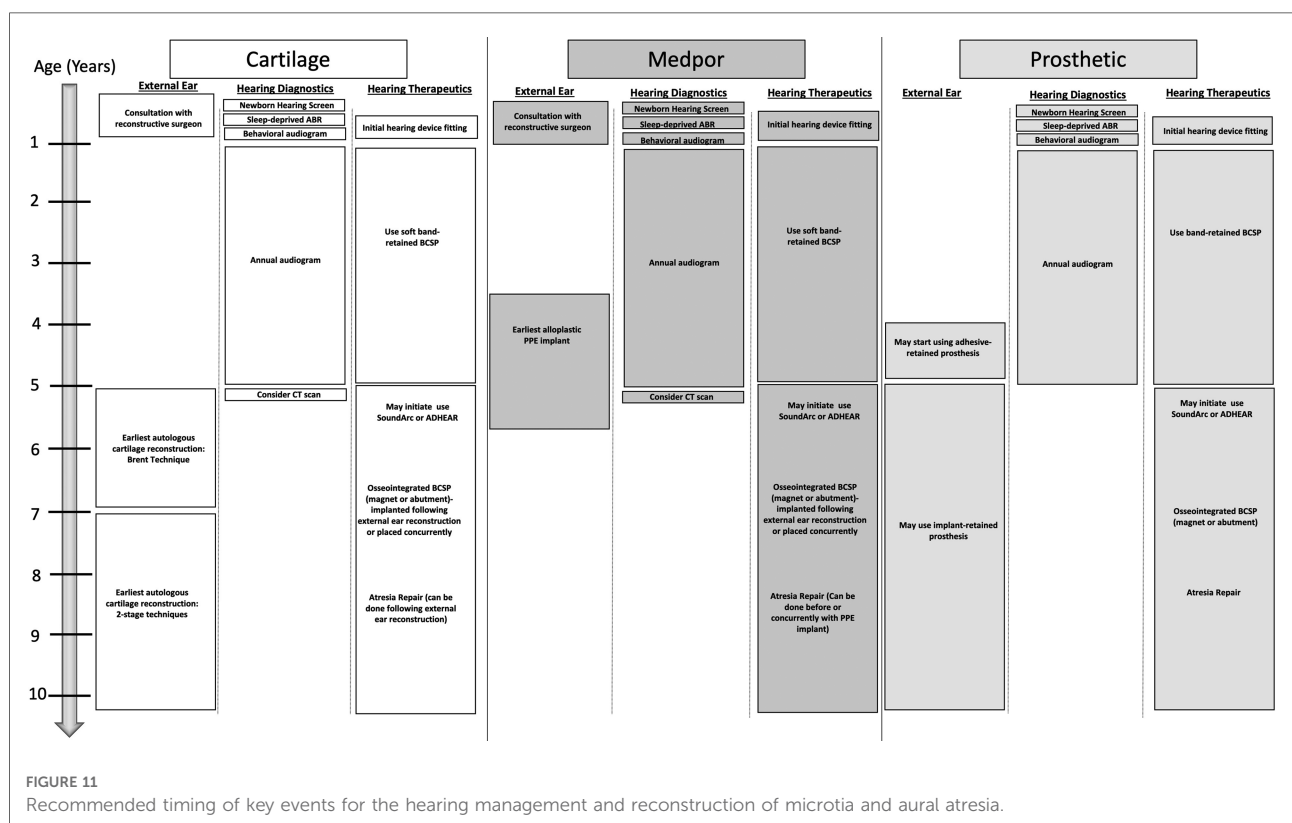 Cartilage
Medpor
Prosthetic
Age (Years)
1
2
3
4
5
6
7
8
9
10
External Ear
Consultation with
reconstructive surgeon
Earliest autologous
cartilage reconstruction:
Brent Technique
Earliest autologous
cartilage reconstruction:
2-stage techniques
Hearing Diagnostics
Newborn Hearing Screen
Sleep-deprived ABR
Behavioral audiogram
Annual audiogram
Consider CT scan
Hearing Therapeutics
Initial hearing device fitting
Use soft band-
retained BCSP
May initiate use
SoundArc or ADHEAR
Osseointegrated BCSP
(magnet or abutment)-
implanted following
external ear reconstruction
or placed concurrently
Atresia Repair (can be
done following external
ear reconstruction)
External Ear
Consultation with
reconstructive surgeon
Earliest alloplastic
PPE implant
Hearing Diagnostics
Newborn Hearing Screen
Sleep-deprived ABR
Behavioral audiogram
Annual audiogram
Consider CT scan
Hearing Therapeutics
Initial hearing device fitting
Use soft band-
retained BCSP
May initiate use
SoundArc or ADHEAR
Osseointegrated BCSP
(magnet or abutment)-
implanted following
external ear reconstruction
or placed concurrently
Atresia Repair (Can be
done before or
concurrently with PPE
implant)
External Ear
May start using adhesive-
retained prosthesis
May use implant-retained
prosthesis
Hearing Diagnostics
Newborn Hearing Screen
Sleep-deprived ABR
Behavioral audiogram
Annual audiogram
Hearing Therapeutics
Initial hearing device fitting
Use band-retained BCSP
May initiate use
SoundArc or ADHEAR
Osseointegrated BCSP
(magnet or abutment)
Atresia Repair
FIGURE 11
Recommended timing of key events for the hearing management and reconstruction of microtia and aural atresia.